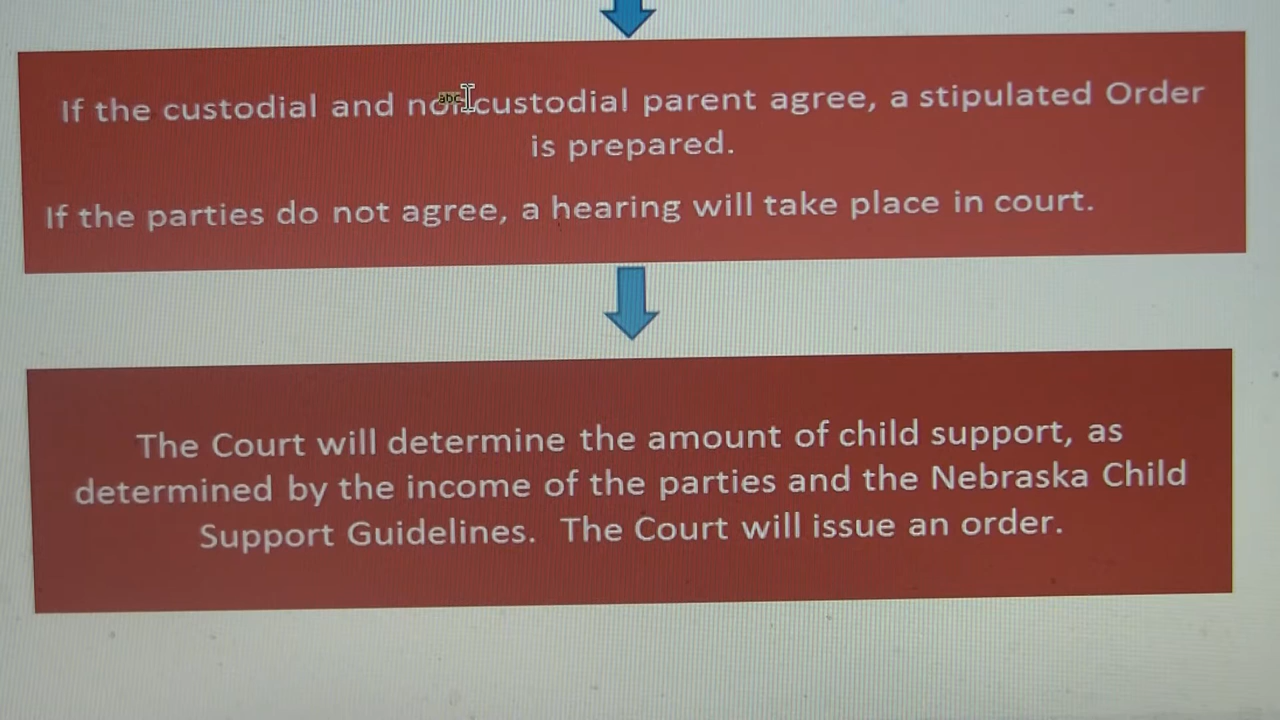 If the custodial and noncustodial parent agree, a stipulated Order
is prepared.
If the parties do not agree, a hearing will take place in court.
The Court will determine the amount of child support, as
determined by the income of the parties and the Nebraska Child
Support Guidelines. The Court will issue an order.